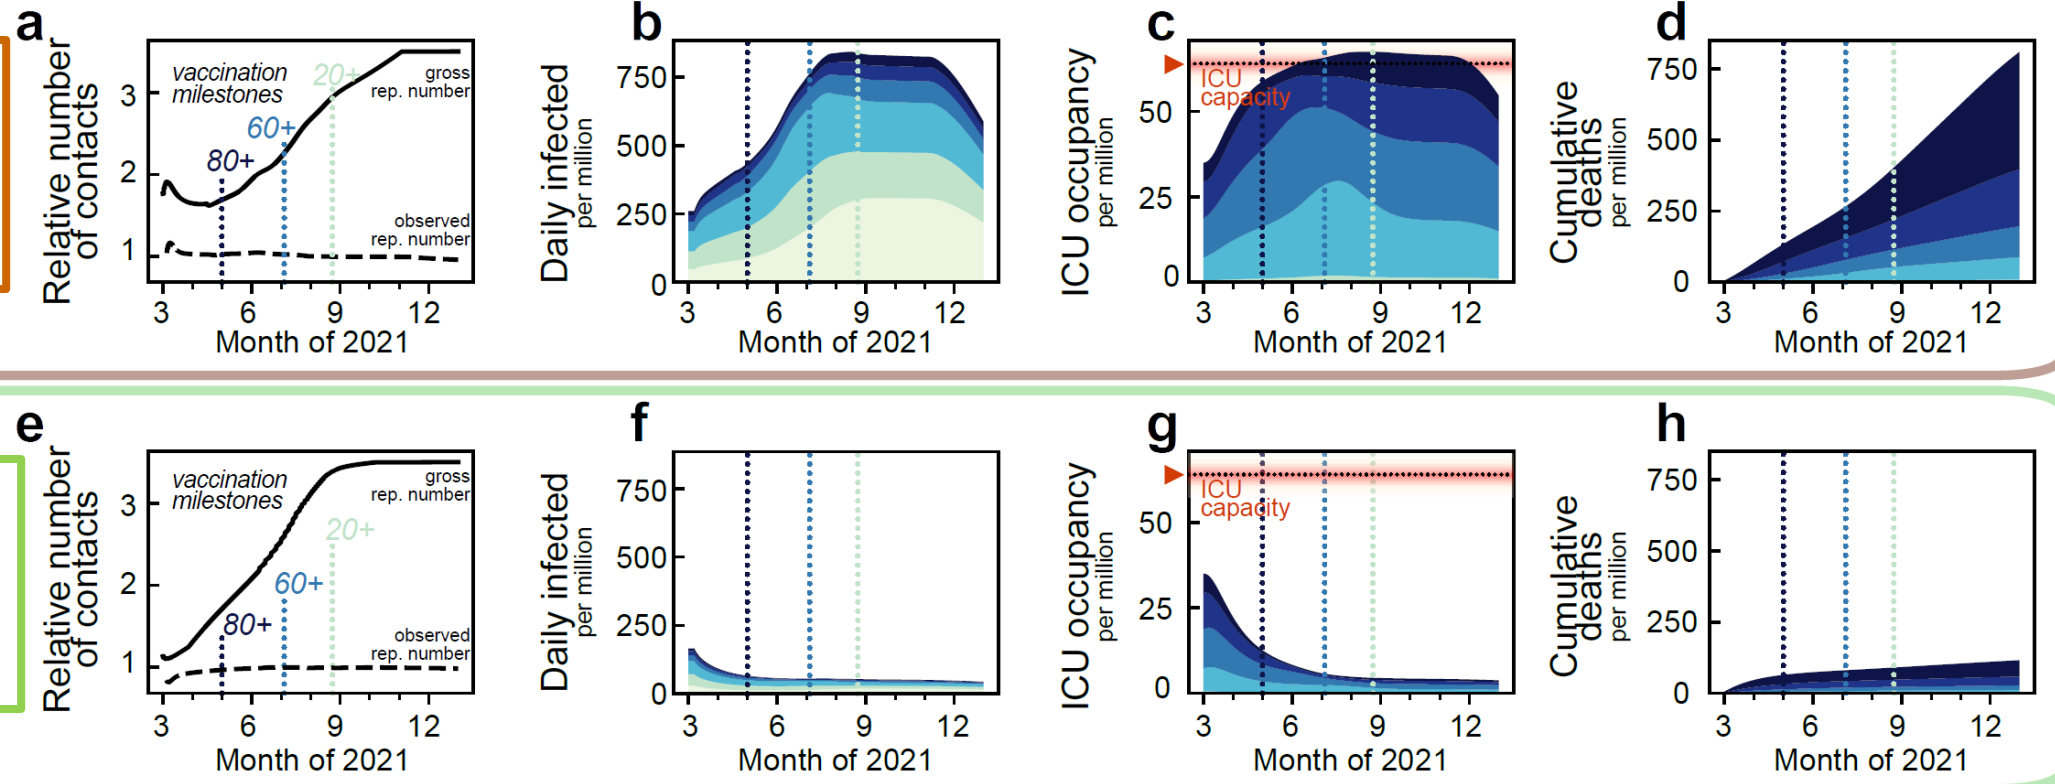 a
Relative number
of contacts
3
2
1
vaccination
milestones
20+
60+
80+
gross
rep. number
observed
rep. number
3
6
9
12
Month of 2021
b
Daily infected
per million
750
500
250
0
3
6
9
12
Month of 2021
c
ICU occupancy
per million
50
25
0
ICU
capacity
3
6
9
12
Month of 2021
d
Cumulative
deaths
per million
750
500
250
0
3
6
9
12
Month of 2021
e
Relative number
of contacts
3
2
1
vaccination
milestones
gross
rep. number
20+
60+
80+
observed
rep. number
3
6
9
12
Month of 2021
f
Daily infected
per million
750
500
250
0
3
6
9
12
Month of 2021
g
ICU occupancy
per million
50
25
0
ICU
capacity
3
6
9
12
Month of 2021
h
Cumulative
deaths
per million
750
500
250
0
3
6
9
12
Month of 2021